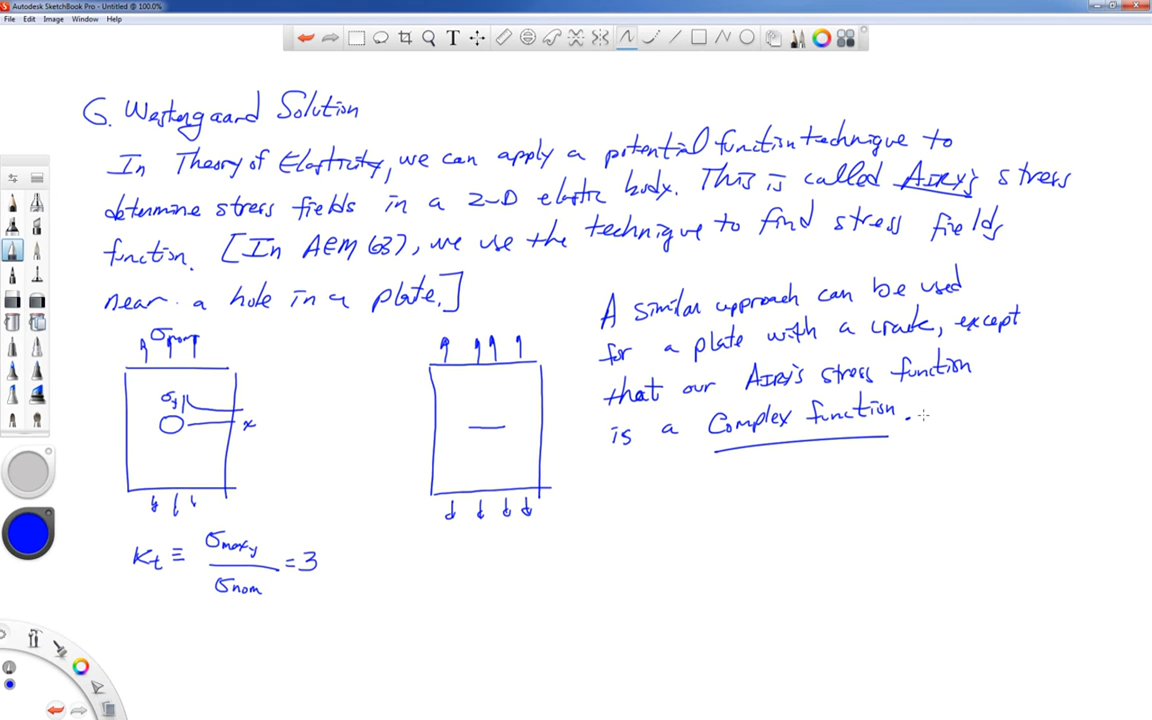 Autodesk SketchBook Pro - Untitled @ 100.0%
File Edit Image Window Help
G. Westergaard Solution
In Theory of Elasticity, we can apply a potential function technique to
determine stress fields in a 2-D elastic body. This is called AIRY's stress
function. [In AEM 637, we use the technique to find stress fields
near a hole in a plate.]
A similar approach can be used
for a plate with a crack, except
that our AIRY's stress function
is a Complex function.
σnom
σy
x
Kt ≡ σmaxy / σnom = 3